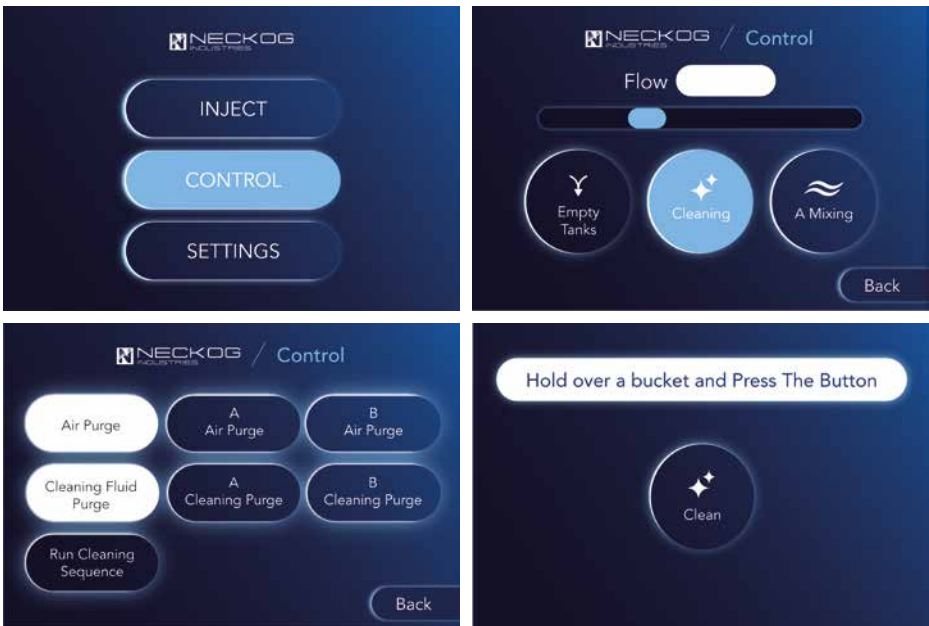 NECKOG
INDUSTRIES
INJECT
CONTROL
SETTINGS
NECKOG / Control
INDUSTRIES
Flow
Empty
Tanks
Cleaning
A Mixing
Back
NECKOG / Control
INDUSTRIES
Air Purge
A
Air Purge
B
Air Purge
Cleaning Fluid
Purge
A
Cleaning Purge
B
Cleaning Purge
Run Cleaning
Sequence
Back
Hold over a bucket and Press The Button
Clean